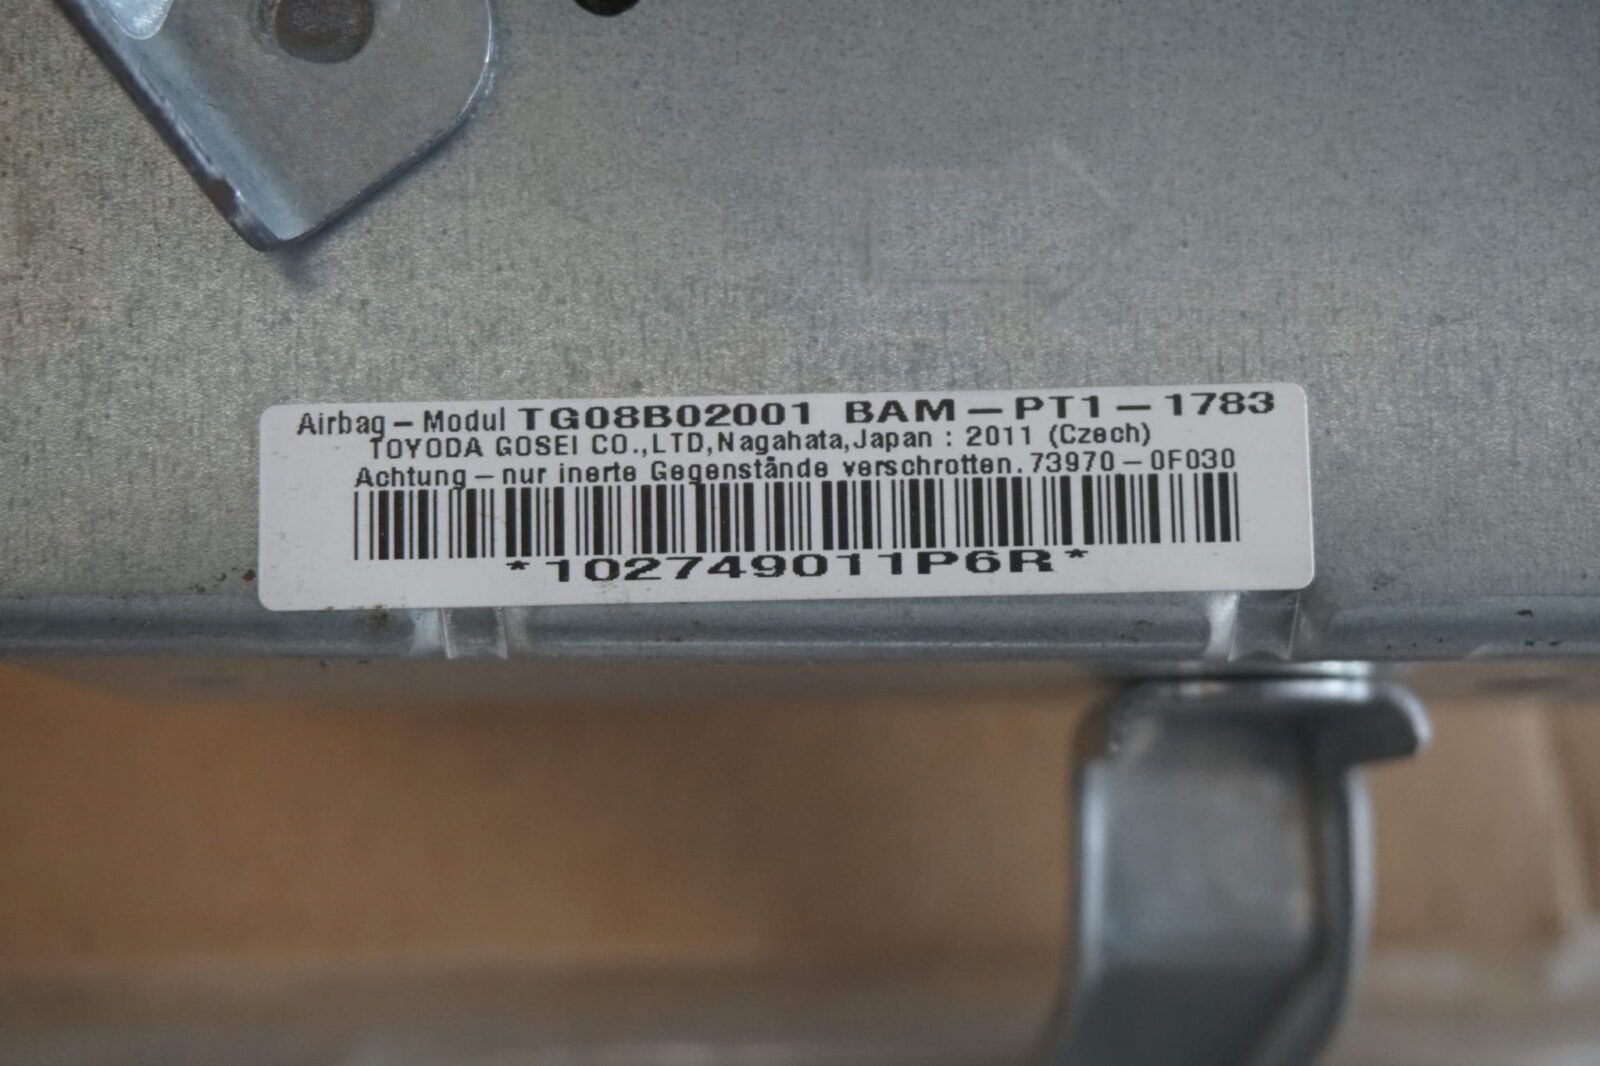 Airbag - Modul TG08B02001 BAM - PT1 - 1783
TOYODA GOSEI CO.,LTD,Nagahata,Japan : 2011 (Czech)
Achtung - nur inerte Gegenstånde verschrotten. 73970 - 0F030
*102749011P6R*